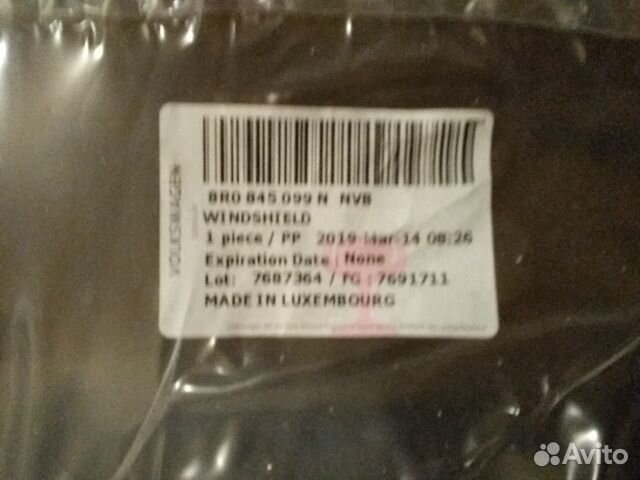 VOLKSWAGEN
8R0 845 099 N NVB
WINDSHIELD
1 piece / PP 2019-Mar-14 08:26
Expiration Date : None
Lot: 7687364 / FG : 7691711
MADE IN LUXEMBOURG
Avito